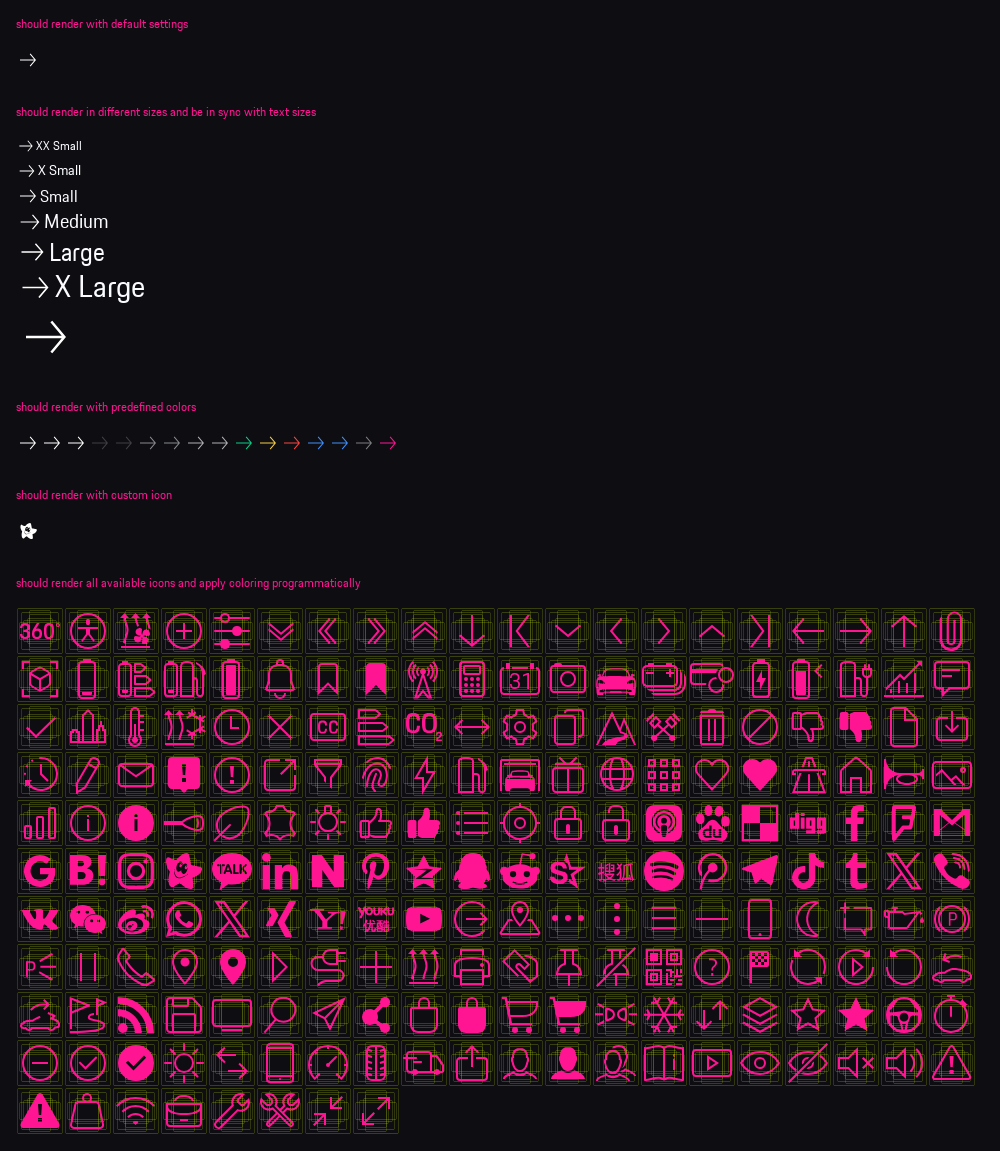 should render with default settings
should render in different sizes and be in sync with text sizes
XX Small
X Small
Small
Medium
Large
X Large
should render with predefined colors
should render with custom icon
should render all available icons and apply coloring programmatically
360°
31
CC
CO2
du
digg
G B! TALK in N
S
搜狐
YOUKU
优酷
P
P